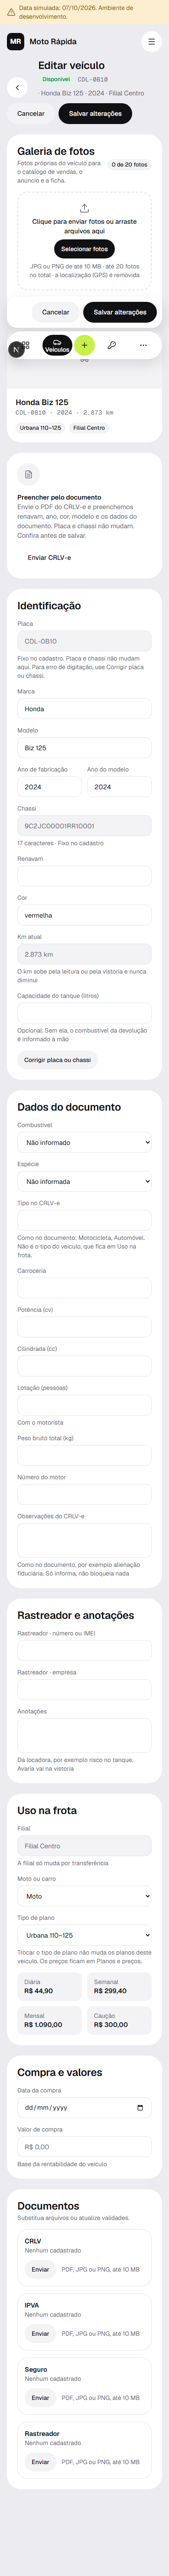 Data simulada: 07/10/2026. Ambiente de
desenvolvimento.
MR
Moto Rápida
Editar veículo
Disponível CDL-0B10
· Honda Biz 125 · 2024 · Filial Centro
Cancelar
Salvar alterações
Galeria de fotos
Fotos próprias do veículo para
o catálogo de vendas, o
anúncio e a ficha.
0 de 20 fotos
Clique para enviar fotos ou arraste
arquivos aqui
Selecionar fotos
JPG ou PNG de até 10 MB · até 20 fotos
no total · a localização (GPS) é removida
Cancelar
Salvar alterações
N
Veículos
Honda Biz 125
CDL-0B10 · 2024 · 2.873 km
Urbana 110–125
Filial Centro
Preencher pelo documento
Envie o PDF do CRLV-e e preenchemos
renavam, ano, cor, modelo e os dados do
documento. Placa e chassi não mudam.
Confira antes de salvar.
Enviar CRLV-e
Identificação
Placa
CDL-0B10
Fixo no cadastro. Placa e chassi não mudam
aqui. Para erro de digitação, use Corrigir placa
ou chassi.
Marca
Honda
Modelo
Biz 125
Ano de fabricação
Ano do modelo
2024
2024
Chassi
9C2JC00001RR10001
17 caracteres · Fixo no cadastro
Renavam
Cor
vermelha
Km atual
2.873 km
O km sobe pela leitura ou pela vistoria e nunca
diminui
Capacidade do tanque (litros)
Opcional. Sem ela, o combustível da devolução
é informado à mão
Corrigir placa ou chassi
Dados do documento
Combustível
Não informado
Espécie
Não informada
Tipo no CRLV-e
Como no documento: Motocicleta, Automóvel.
Não é o tipo do veículo, que fica em Uso na
frota.
Carroceria
Potência (cv)
Cilindrada (cc)
Lotação (pessoas)
Com o motorista
Peso bruto total (kg)
Número do motor
Observações do CRLV-e
Como no documento, por exemplo alienação
fiduciária. Só informa, não bloqueia nada
Rastreador e anotações
Rastreador · número ou IMEI
Rastreador · empresa
Anotações
Da locadora, por exemplo risco no tanque.
Avaria vai na vistoria
Uso na frota
Filial
Filial Centro
A filial só muda por transferência
Moto ou carro
Moto
Tipo de plano
Urbana 110–125
Trocar o tipo de plano não muda os planos deste
veículo. Os preços ficam em Planos e preços.
Diária
R$ 44,90
Semanal
R$ 299,40
Mensal
R$ 1.090,00
Caução
R$ 300,00
Compra e valores
Data da compra
dd/mm/yyyy
Valor de compra
R$ 0,00
Base da rentabilidade do veículo
Documentos
Substitua arquivos ou atualize validades.
CRLV
Nenhum cadastrado
Enviar
PDF, JPG ou PNG, até 10 MB
IPVA
Nenhum cadastrado
Enviar
PDF, JPG ou PNG, até 10 MB
Seguro
Nenhum cadastrado
Enviar
PDF, JPG ou PNG, até 10 MB
Rastreador
Nenhum cadastrado
Enviar
PDF, JPG ou PNG, até 10 MB